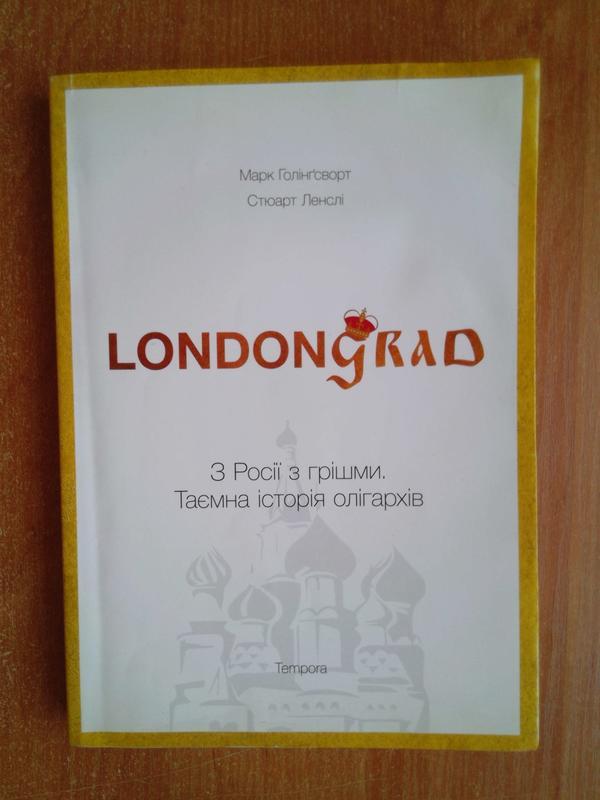 Марк Голінґсворт
Стюарт Ленслі
LONDONGRAD
З Росії з грішми.
Таємна історія олігархів
Tempora